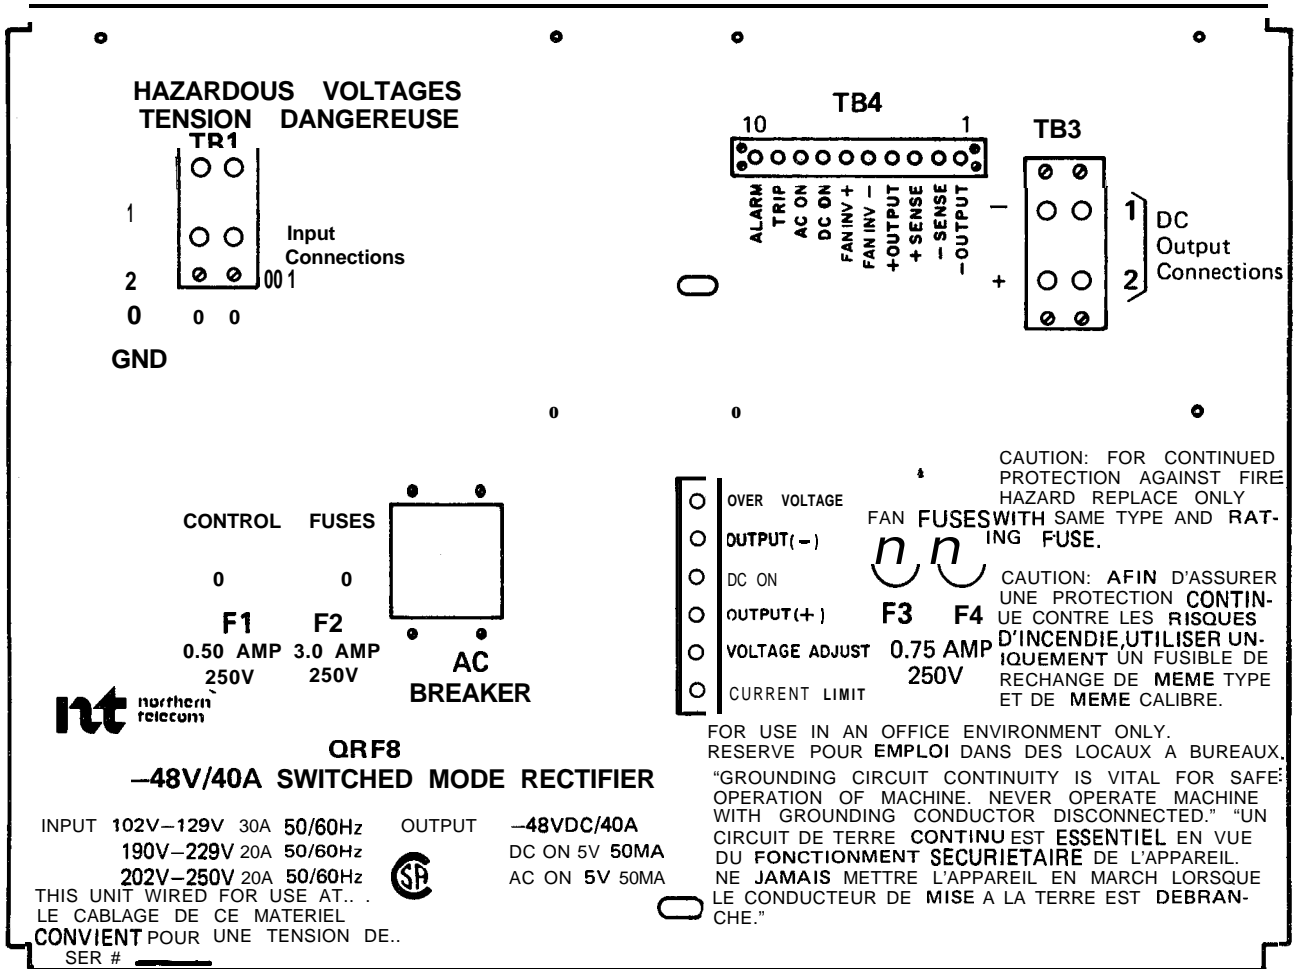 HAZARDOUS VOLTAGES
TENSION DANGEREUSE
TB1
1
2
0
GND
001
0 0
Input
Connections
TB4
10 1
ALARM
TRIP
AC ON
DC ON
FAN INV +
FAN INV −
+OUTPUT
+ SENSE
− SENSE
−OUTPUT
TB3
−
+
1
2
DC
Output
Connections
0 0
CONTROL FUSES
0 0
F1 F2
0.50 AMP 3.0 AMP
250V 250V
AC
BREAKER
nt northern
telecom
OVER VOLTAGE
OUTPUT(−)
DC ON
OUTPUT(+)
VOLTAGE ADJUST
CURRENT LIMIT
FAN FUSES
n n
F3 F4
0.75 AMP
250V
CAUTION: FOR CONTINUED
PROTECTION AGAINST FIRE
HAZARD REPLACE ONLY
WITH SAME TYPE AND RAT-
ING FUSE.
CAUTION: AFIN D'ASSURER
UNE PROTECTION CONTIN-
UE CONTRE LES RISQUES
D'INCENDIE,UTILISER UN-
IQUEMENT UN FUSIBLE DE
RECHANGE DE MEME TYPE
ET DE MEME CALIBRE.
QRF8
−48V/40A SWITCHED MODE RECTIFIER
INPUT 102V−129V 30A 50/60Hz
190V−229V 20A 50/60Hz
202V−250V 20A 50/60Hz
OUTPUT −48VDC/40A
DC ON 5V 50MA
AC ON 5V 50MA
SA
THIS UNIT WIRED FOR USE AT.. .
LE CABLAGE DE CE MATERIEL
CONVIENT POUR UNE TENSION DE..
SER #
FOR USE IN AN OFFICE ENVIRONMENT ONLY.
RESERVE POUR EMPLOI DANS DES LOCAUX A BUREAUX.
“GROUNDING CIRCUIT CONTINUITY IS VITAL FOR SAFE
OPERATION OF MACHINE. NEVER OPERATE MACHINE
WITH GROUNDING CONDUCTOR DISCONNECTED.” “UN
CIRCUIT DE TERRE CONTINU EST ESSENTIEL EN VUE
DU FONCTIONMENT SECURIETAIRE DE L'APPAREIL.
NE JAMAIS METTRE L'APPAREIL EN MARCH LORSQUE
LE CONDUCTEUR DE MISE A LA TERRE EST DEBRAN-
CHE.”